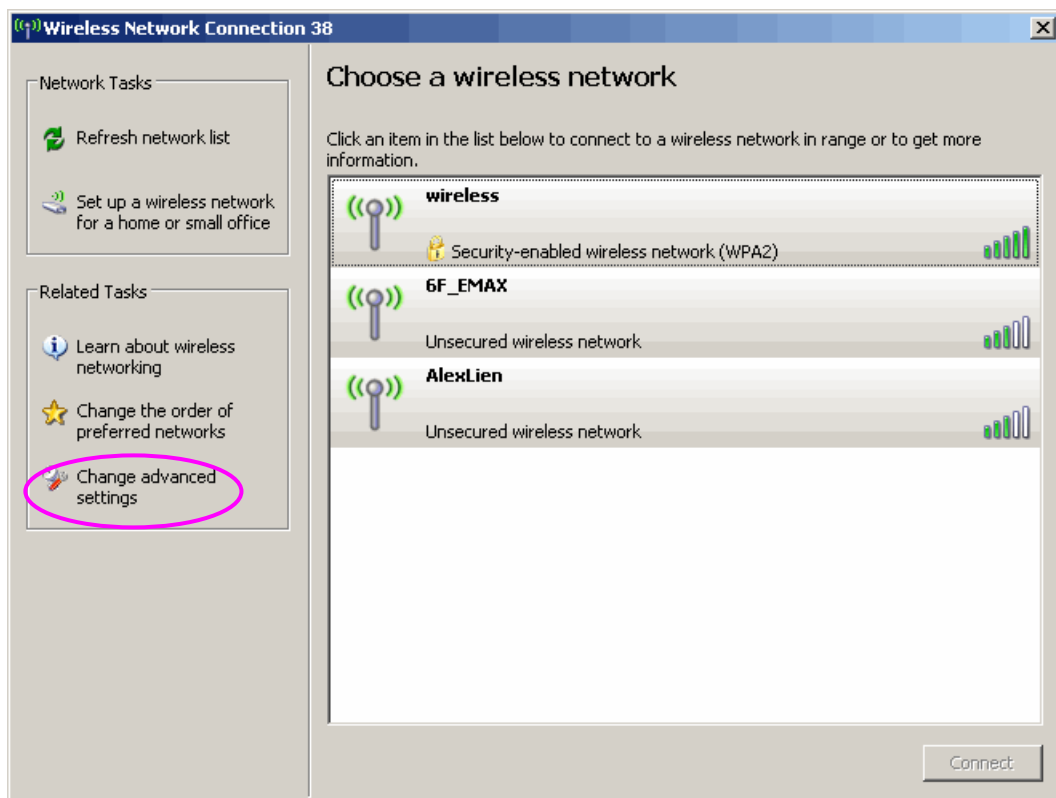 Wireless Network Connection 38
Network Tasks
Refresh network list
Set up a wireless network
for a home or small office
Related Tasks
Learn about wireless
networking
Change the order of
preferred networks
Change advanced
settings
Choose a wireless network
Click an item in the list below to connect to a wireless network in range or to get more
information.
wireless
Security-enabled wireless network (WPA2)
6F_EMAX
Unsecured wireless network
AlexLien
Unsecured wireless network
Connect